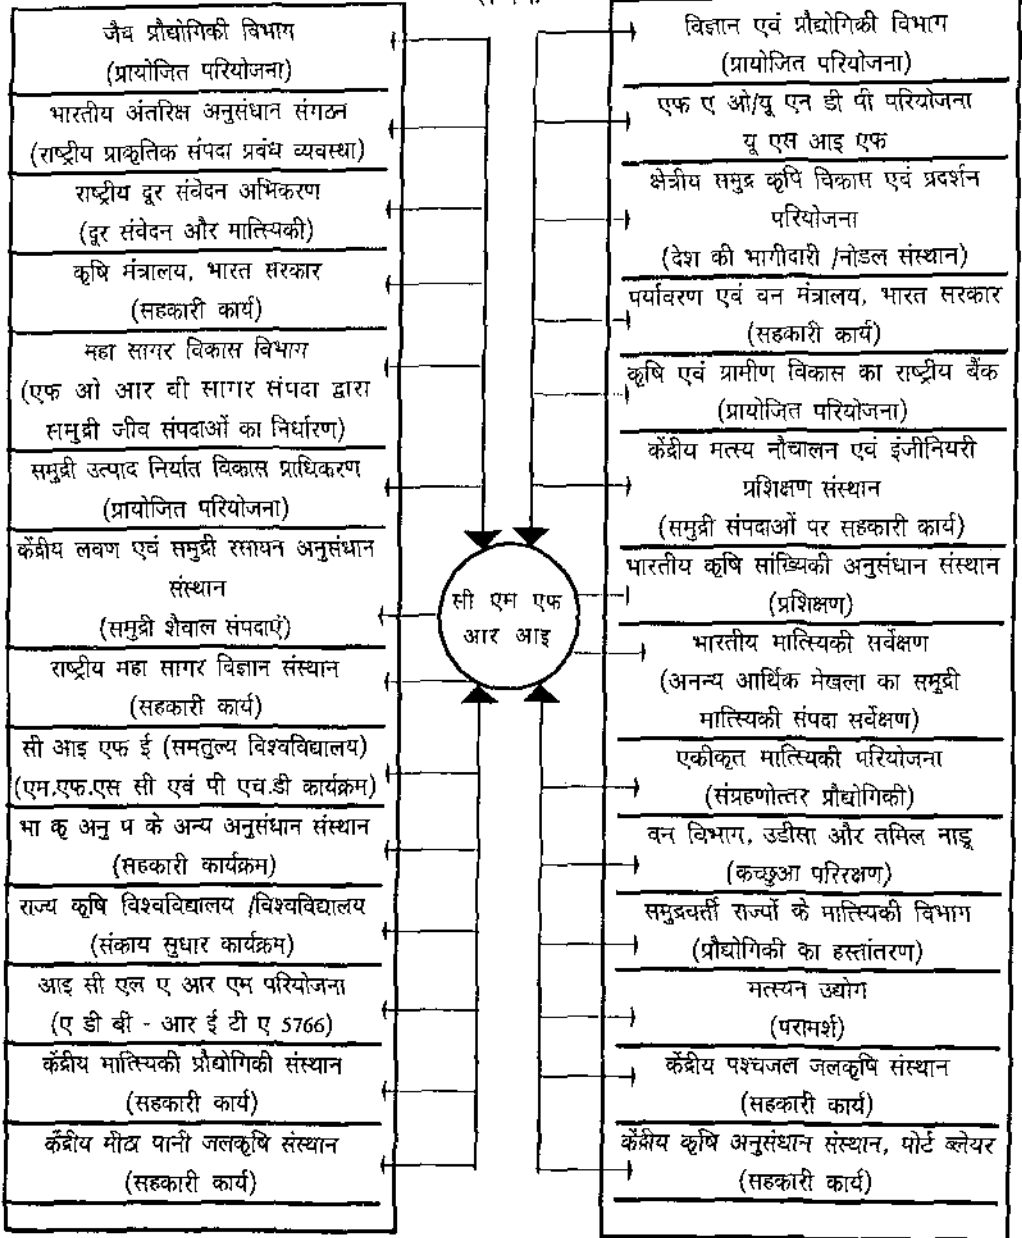 जैव प्रौद्योगिकी विभाग
(प्रायोजित परियोजना)
भारतीय अंतरिक्ष अनुसंधान संगठन
(राष्ट्रीय प्राकृतिक संपदा प्रबंध व्यवस्था)
राष्ट्रीय दूर संवेदन अभिकरण
(दूर संवेदन और मात्स्यिकी)
कृषि मंत्रालय, भारत सरकार
(सहकारी कार्य)
महा सागर विकास विभाग
(एफ ओ आर वी सागर संपदा द्वारा
समुद्री जीव संपदाओं का निर्धारण)
समुद्री उत्पाद निर्यात विकास प्राधिकरण
(प्रायोजित परियोजना)
केंद्रीय लवण एवं समुद्री रसायन अनुसंधान
संस्थान
(समुद्री शैवाल संपदाएं)
राष्ट्रीय महा सागर विज्ञान संस्थान
(सहकारी कार्य)
सी आइ एफ ई (समतुल्य विश्वविद्यालय)
(एम.एफ.एस सी एवं पी एच.डी कार्यक्रम)
भा कृ अनु प के अन्य अनुसंधान संस्थान
(सहकारी कार्यक्रम)
राज्य कृषि विश्वविद्यालय /विश्वविद्यालय
(संकाय सुधार कार्यक्रम)
आइ सी एल ए आर एम परियोजना
(ए डी बी - आर ई टी ए 5766)
केंद्रीय मात्स्यिकी प्रौद्योगिकी संस्थान
(सहकारी कार्य)
केंद्रीय मीठा पानी जलकृषि संस्थान
(सहकारी कार्य)
सी एम एफ
आर आइ
विज्ञान एवं प्रौद्योगिकी विभाग
(प्रायोजित परियोजना)
एफ ए ओ/यू एन डी पी परियोजना
यू एस आइ एफ
क्षेत्रीय समुद्र कृषि विकास एवं प्रदर्शन
परियोजना
(देश की भागीदारी /नोडल संस्थान)
पर्यावरण एवं वन मंत्रालय, भारत सरकार
(सहकारी कार्य)
कृषि एवं ग्रामीण विकास का राष्ट्रीय बैंक
(प्रायोजित परियोजना)
केंद्रीय मत्स्य नौचालन एवं इंजीनियरी
प्रशिक्षण संस्थान
(समुद्री संपदाओं पर सहकारी कार्य)
भारतीय कृषि सांख्यिकी अनुसंधान संस्थान
(प्रशिक्षण)
भारतीय मात्स्यिकी सर्वेक्षण
(अनन्य आर्थिक मेखला का समुद्री
मात्स्यिकी संपदा सर्वेक्षण)
एकीकृत मात्स्यिकी परियोजना
(संग्रहणोत्तर प्रौद्योगिकी)
वन विभाग, उडीसा और तमिल नाडू
(कच्छुआ परिरक्षण)
समुद्रवर्ती राज्यों के मात्स्यिकी विभाग
(प्रौद्योगिकी का हस्तांतरण)
मत्स्यन उद्योग
(परामर्श)
केंद्रीय पश्चजल जलकृषि संस्थान
(सहकारी कार्य)
केंद्रीय कृषि अनुसंधान संस्थान, पोर्ट ब्लेयर
(सहकारी कार्य)